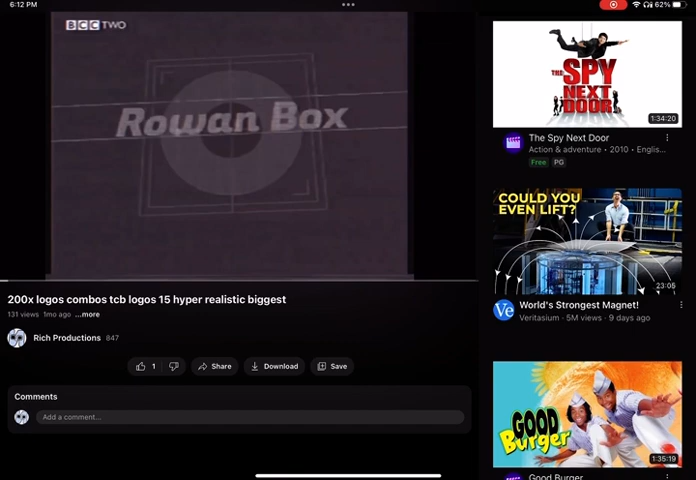 6:12 PM
62%
BCC TWO
Rowan Box
200x logos combos tcb logos 15 hyper realistic biggest
131 views 1mo ago ...more
Rich Productions 847
1
Share
Download
Save
Comments
Add a comment...
THE SPY NEXT DOOR
1:34:20
The Spy Next Door
Action & adventure • 2010 • Englis...
Free PG
COULD YOU EVEN LIFT?
23:05
Ve
World's Strongest Magnet!
Veritasium · 5M views · 9 days ago
GOOD Burger
1:35:19
Good Burger